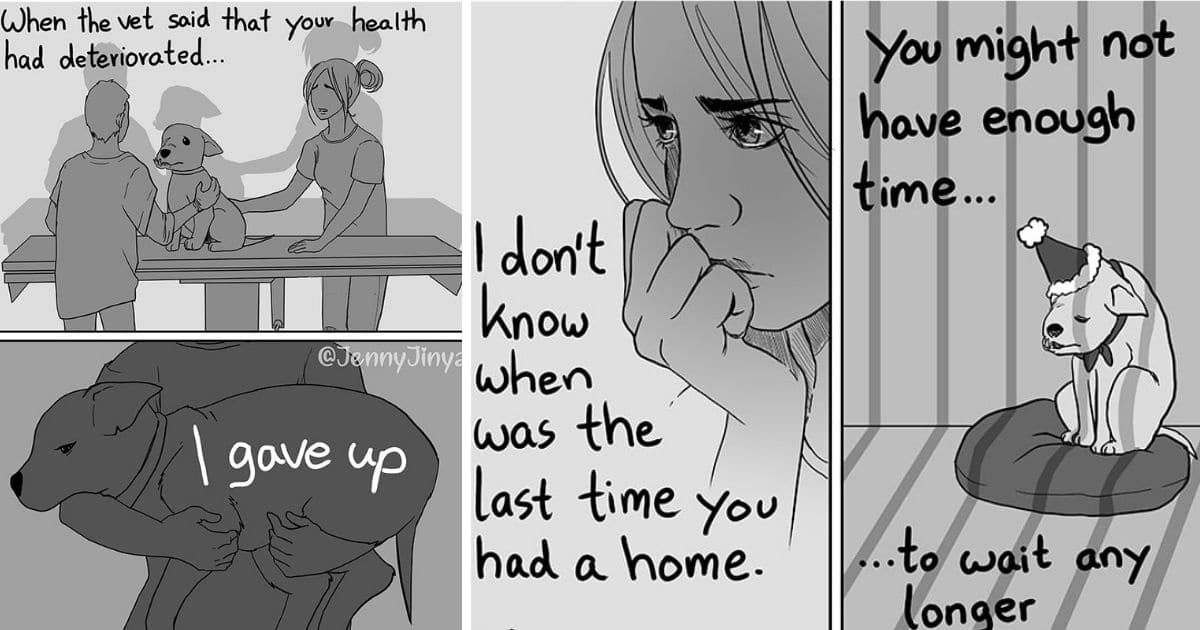 When the vet said that your health
had deteriorated...
@JennyJinya
I gave up
I don't
know
when
was the
last time you
had a home.
You might not
have enough
time...
...to wait any
longer